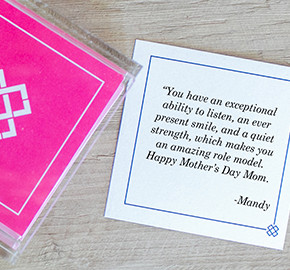 “You have an exceptional
ability to listen, an ever
present smile, and a quiet
strength, which makes you
an amazing role model.
Happy Mother’s Day Mom.
-Mandy